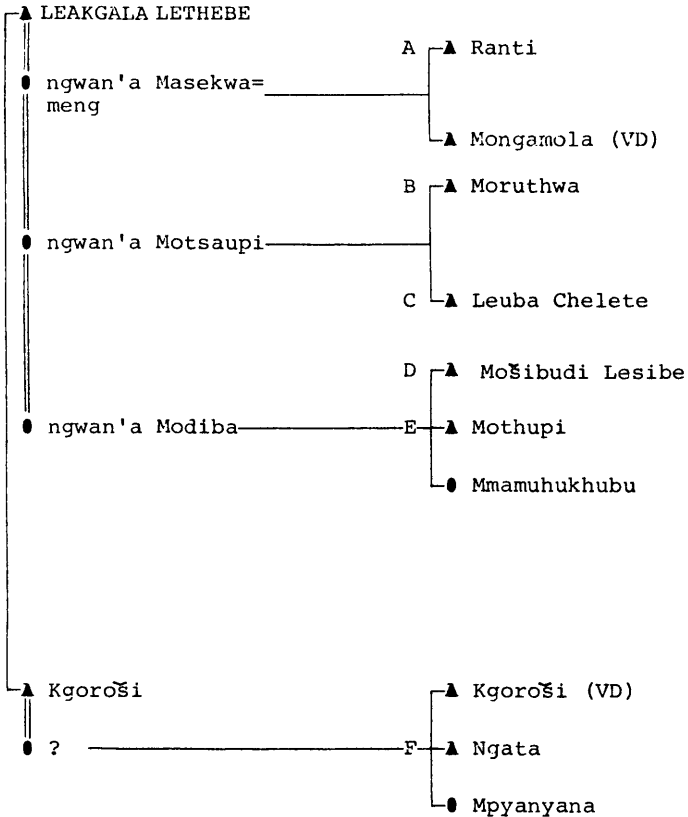 LEAKGALA LETHEBE
A Ranti
ngwan'a Masekwa=
meng
Mongamola (VD)
B Moruthwa
ngwan'a Motsaupi
C Leuba Chelete
D Mošibudi Lesibe
ngwan'a Modiba E Mothupi
Mmamuhukhubu
Kgoroši Kgoroši (VD)
? F Ngata
Mpyanyana